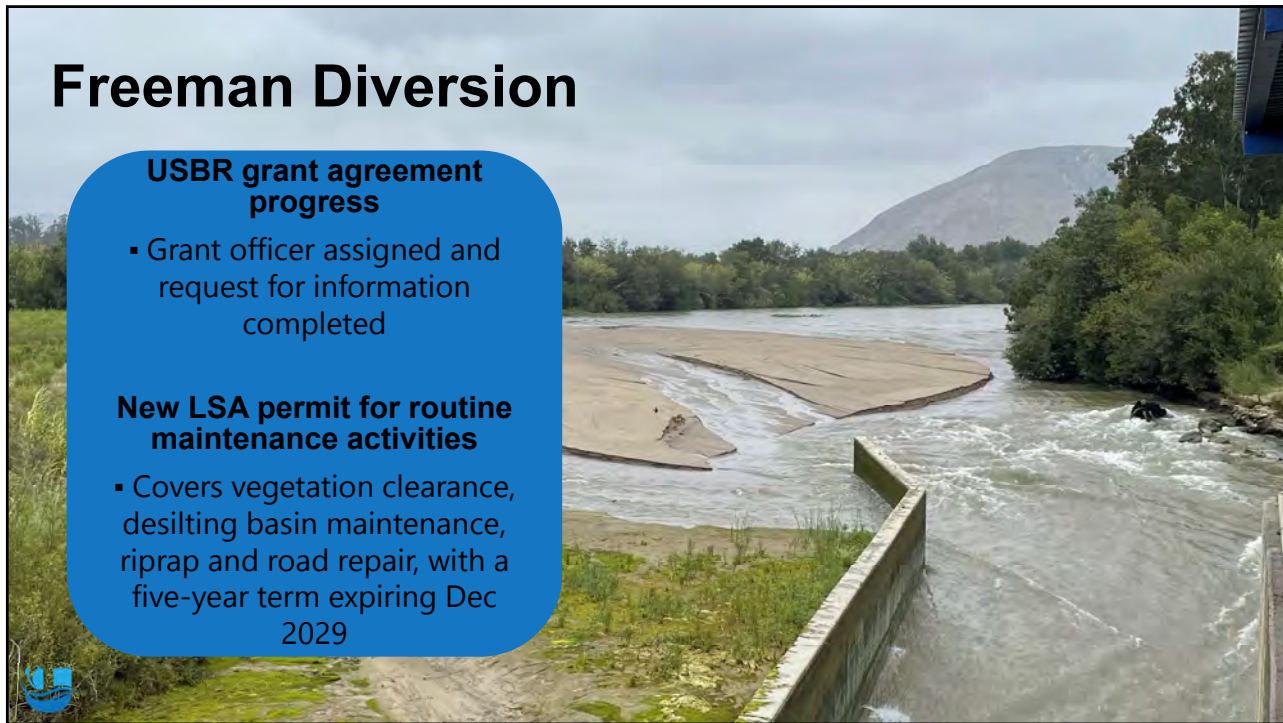 Freeman Diversion
USBR grant agreement
progress
▪ Grant officer assigned and
request for information
completed
New LSA permit for routine
maintenance activities
▪ Covers vegetation clearance,
desilting basin maintenance,
riprap and road repair, with a
five-year term expiring Dec
2029